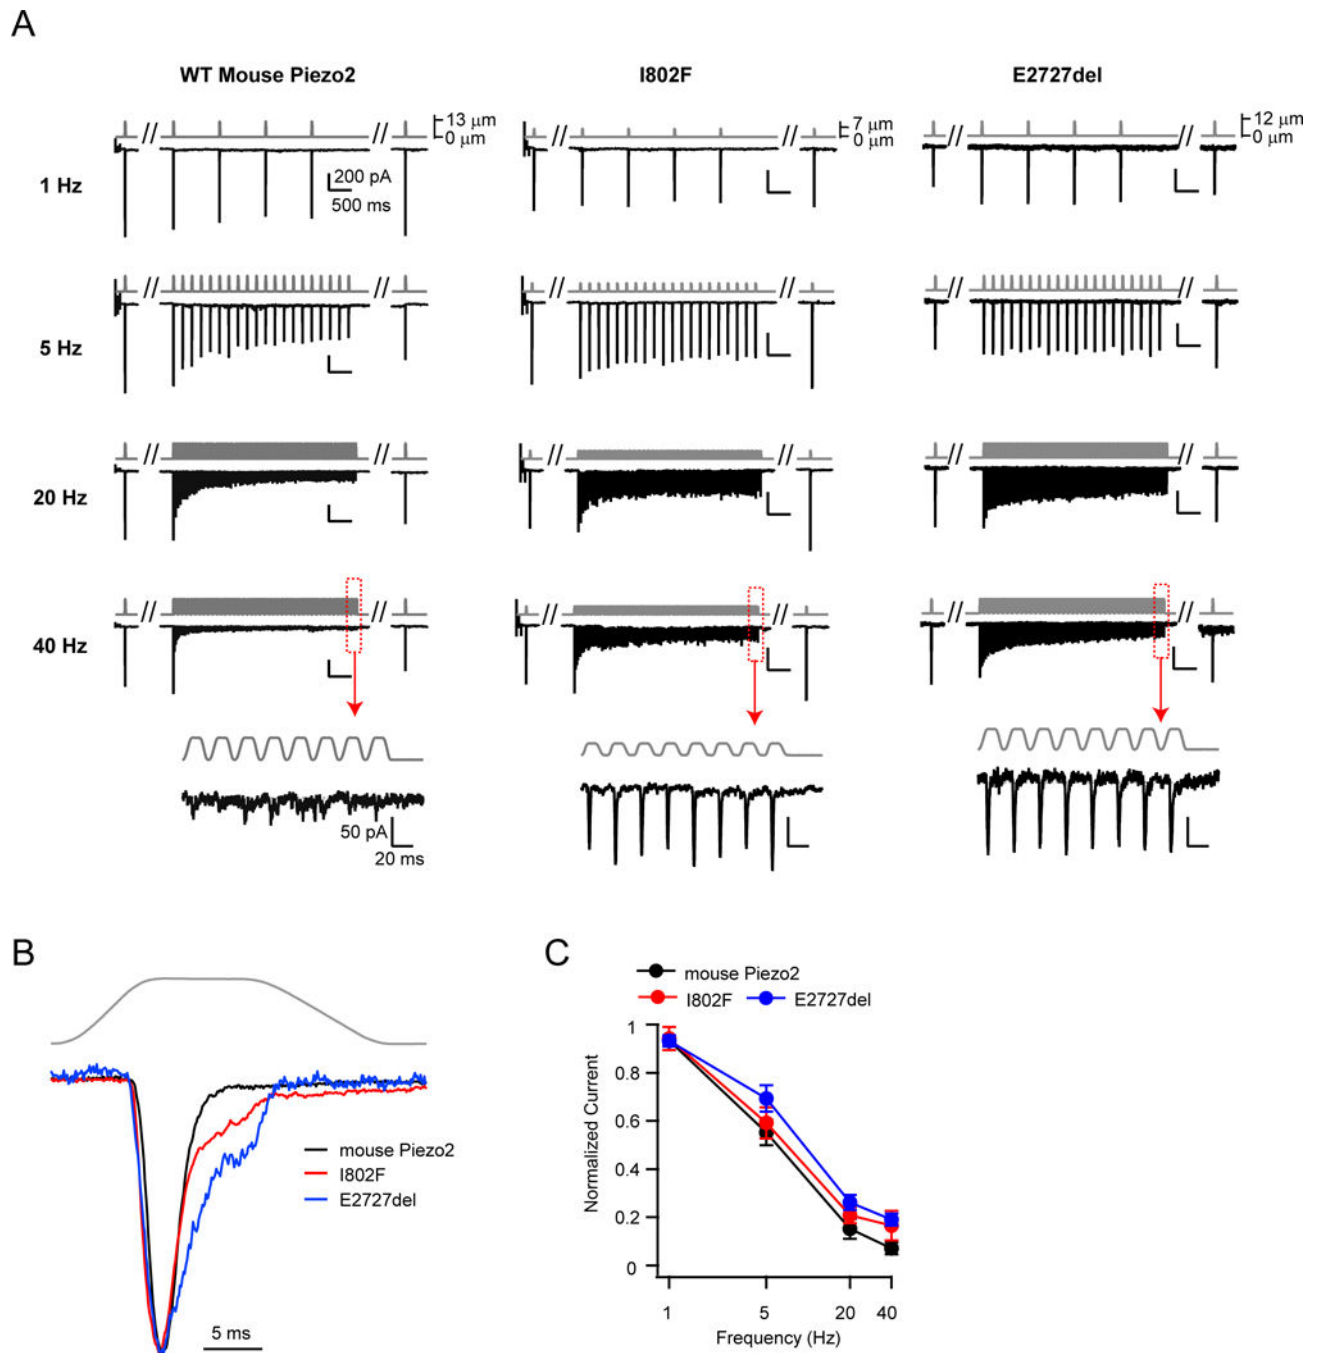 A
WT Mouse Piezo2
I802F
E2727del
1 Hz
//
//
13 µm
0 µm
200 pA
500 ms
//
//
7 µm
0 µm
//
//
12 µm
0 µm
5 Hz
//
//
//
//
//
//
20 Hz
//
//
//
//
//
//
40 Hz
//
//
//
//
//
//
50 pA
20 ms
B
mouse Piezo2
I802F
E2727del
5 ms
C
mouse Piezo2
I802F
E2727del
Normalized Current
1
0.8
0.6
0.4
0.2
0
1
5
20
40
Frequency (Hz)